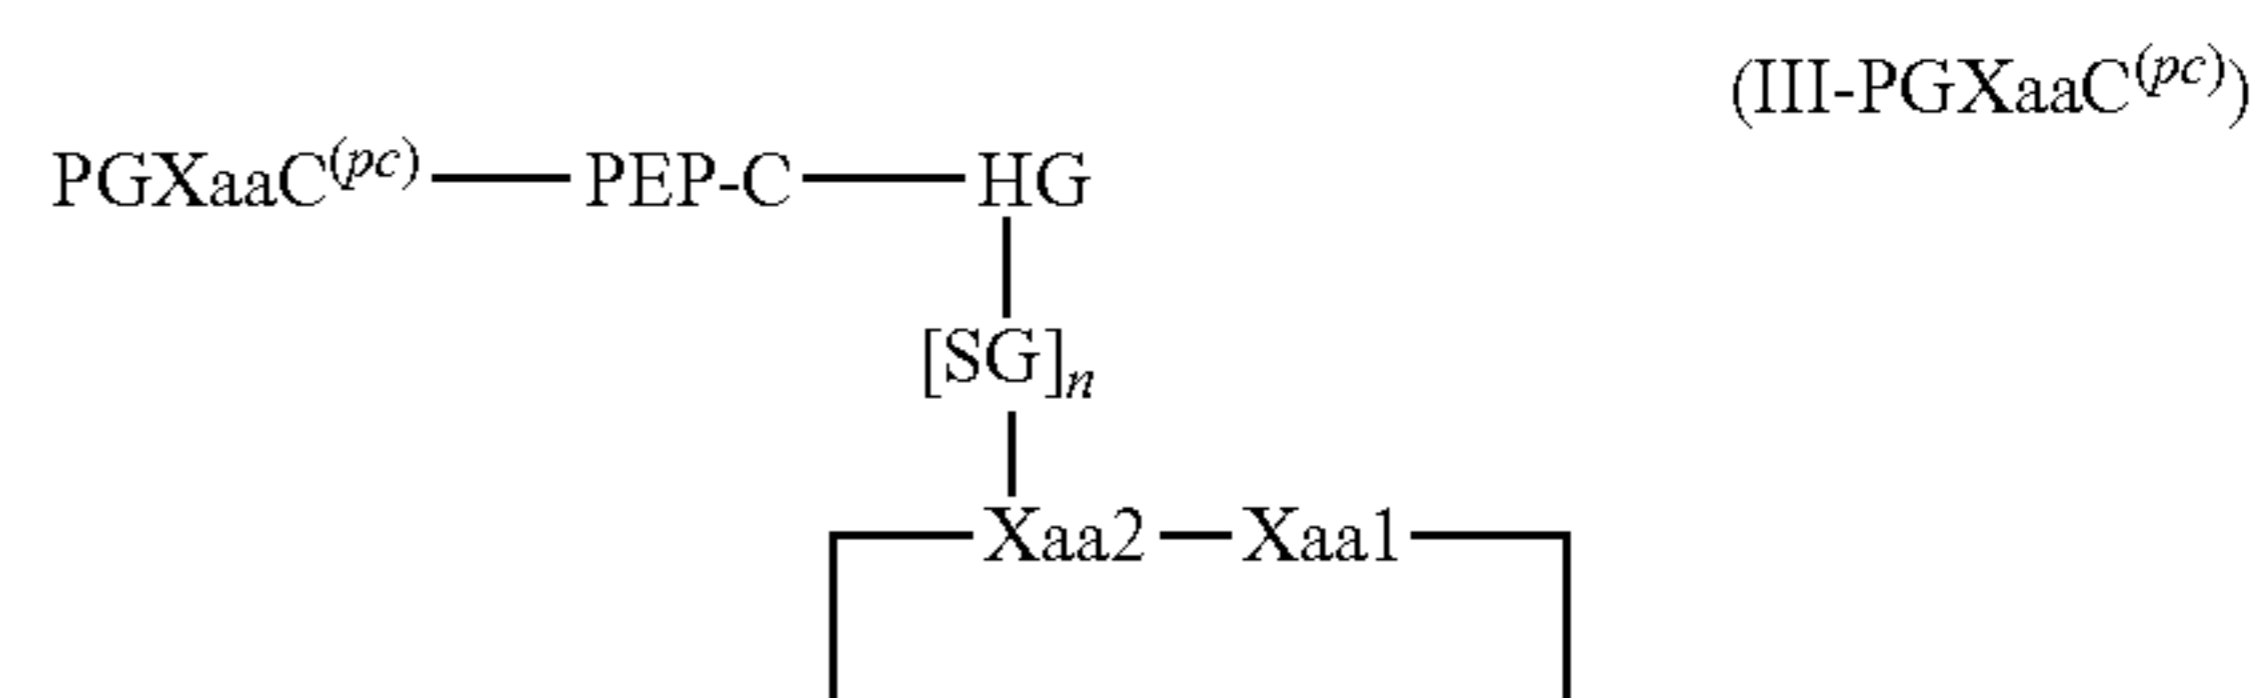 (III-PGXaaC(pc))
PGXaaC(pc) PEP-C HG
[SG]n
Xaa2 Xaa1